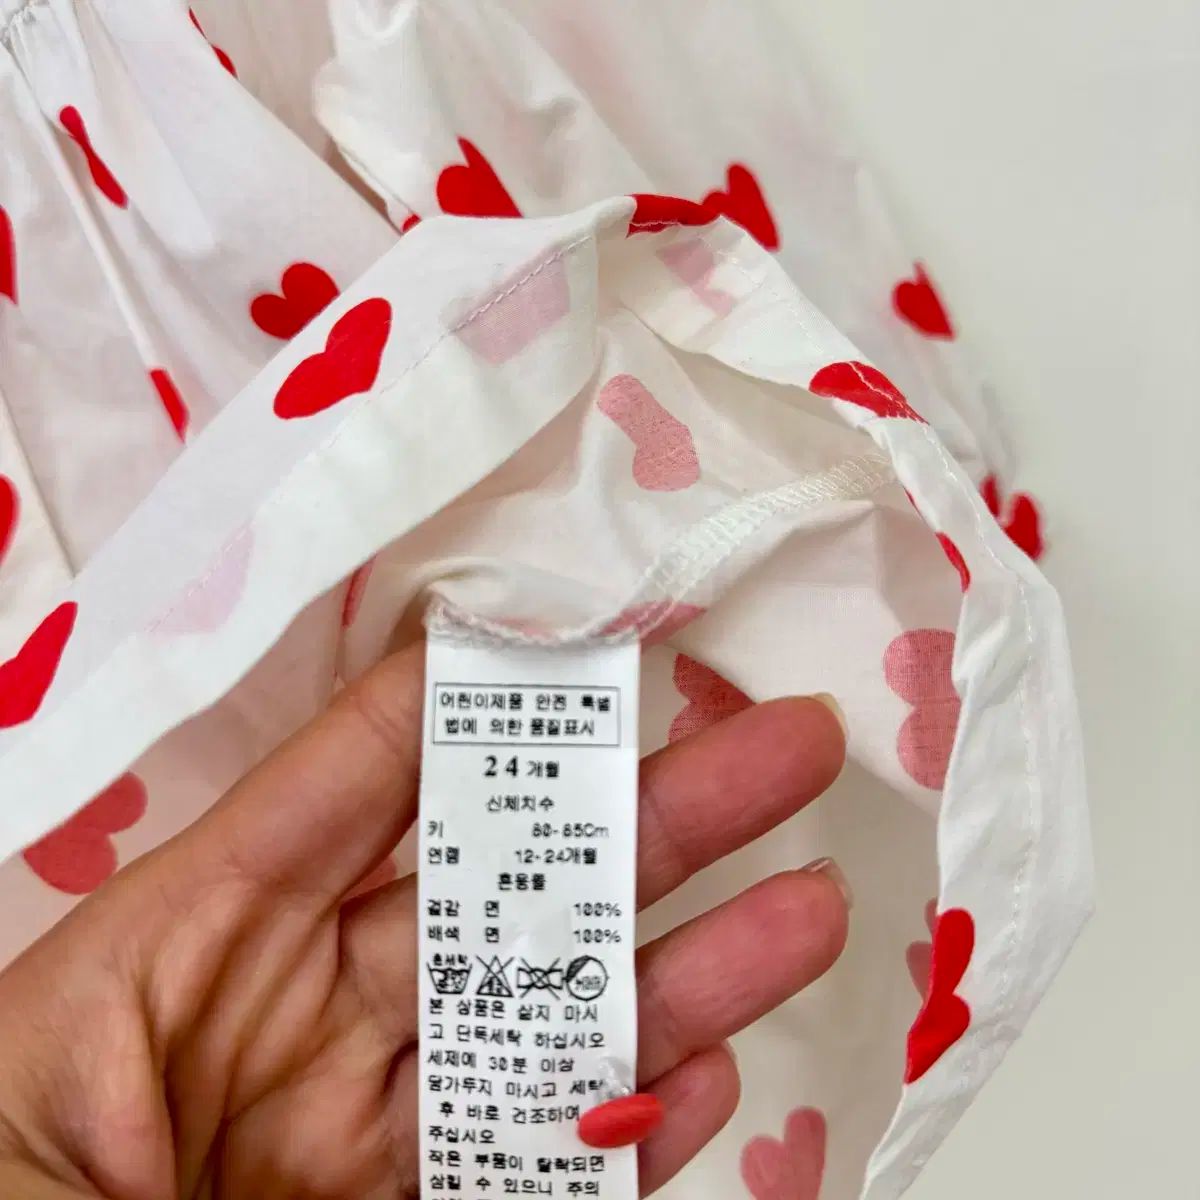 어린이제품 안전 특별
법에 의한 품질표시
24개월
신체치수
키 80-85Cm
연령 12-24개월
혼용률
겉감 면 100%
배색 면 100%
손세탁
본 상품은 삶지 마시
고 단독세탁 하십시오
세제에 30분 이상
담가두지 마시고 세탁
후 바로 건조하여
주십시오
작은 부품이 탈락되면
삼킬 수 있으니 주의